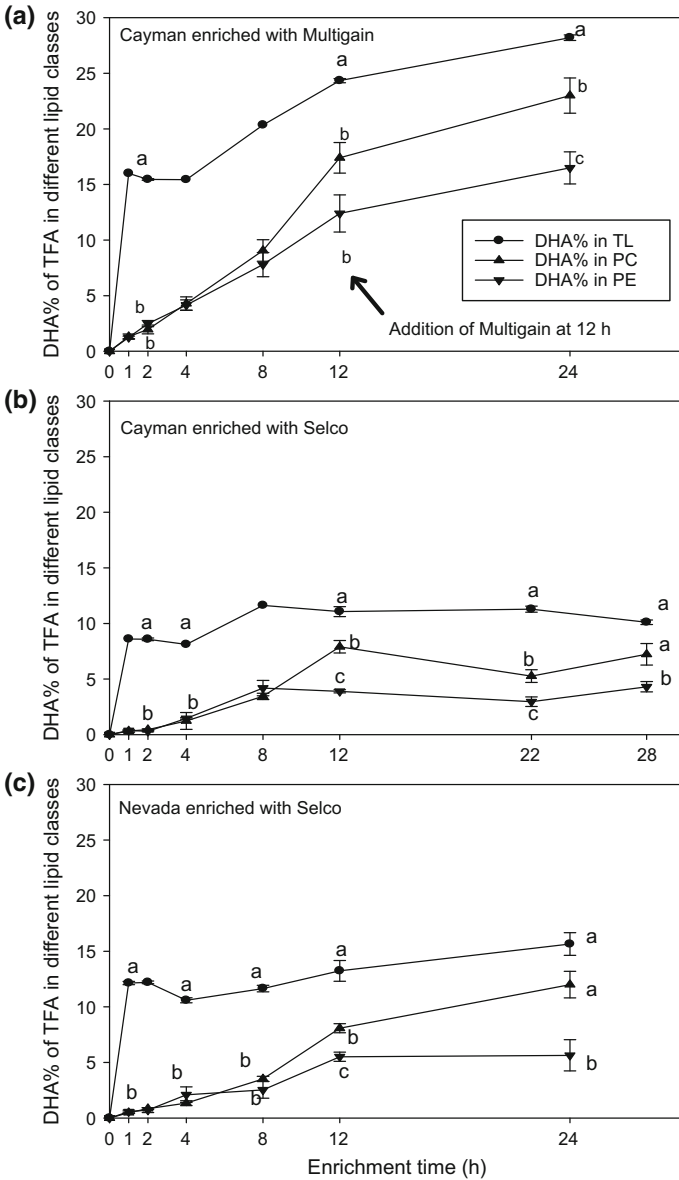 (a)
DHA% of TFA in different lipid classes
30
25
20
15
10
5
0
Cayman enriched with Multigain
a
a
a
b
b
b
b
c
b
DHA% in TL
DHA% in PC
DHA% in PE
Addition of Multigain at 12 h
0 1 2 4 8 12 24
(b)
DHA% of TFA in different lipid classes
30
25
20
15
10
5
0
Cayman enriched with Selco
a a a a a
b b b b a
c c b
0 1 2 4 8 12 22 28
(c)
DHA% of TFA in different lipid classes
30
25
20
15
10
5
0
Nevada enriched with Selco
a a a a a
b b b b a
b c b
0 1 2 4 8 12 24
Enrichment time (h)